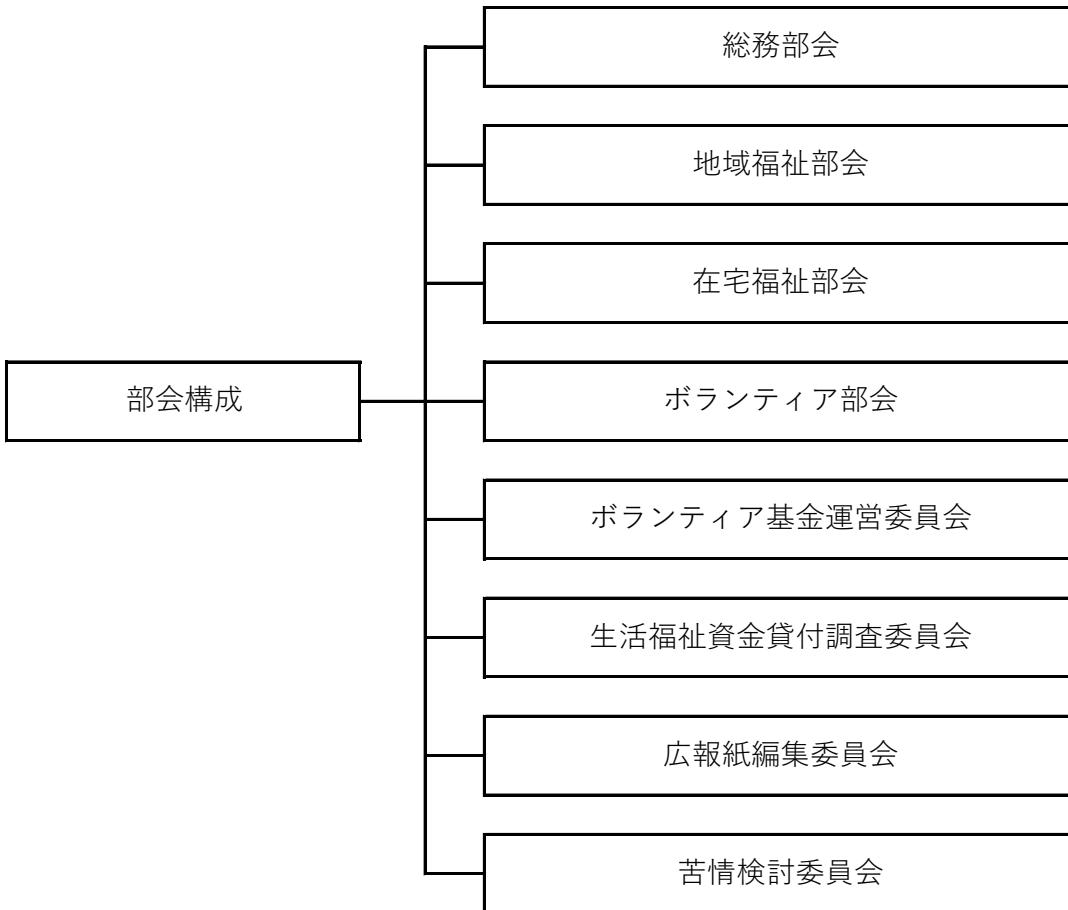 総務部会
地域福祉部会
在宅福祉部会
部会構成
ボランティア部会
ボランティア基金運営委員会
生活福祉資金貸付調査委員会
広報紙編集委員会
苦情検討委員会